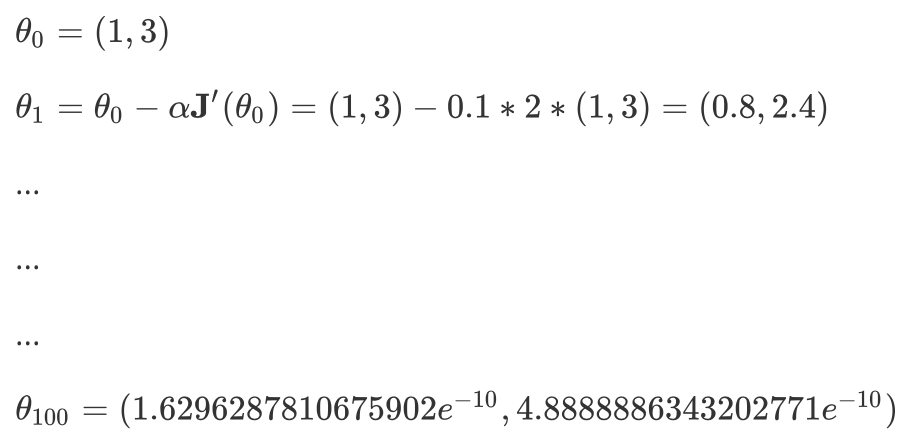 θ₀ = (1, 3)
θ₁ = θ₀ − αJ′(θ₀) = (1, 3) − 0.1 ∗ 2 ∗ (1, 3) = (0.8, 2.4)
...
...
...
θ₁₀₀ = (1.6296287810675902e⁻¹⁰, 4.8888886343202771e⁻¹⁰)